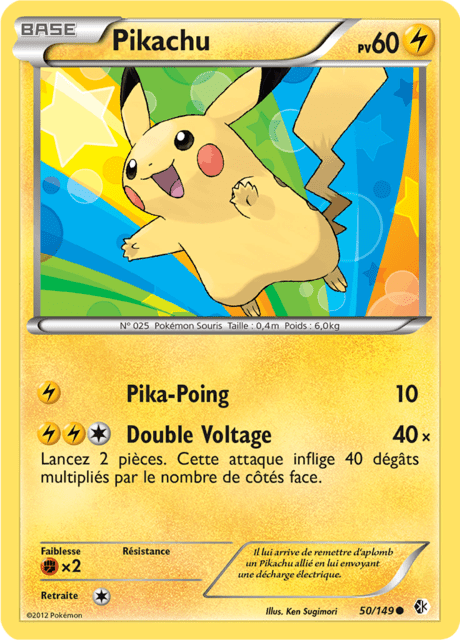 BASE
Pikachu
PV60
N° 025 Pokémon Souris Taille : 0,4m Poids : 6,0kg
Pika-Poing 10
Double Voltage 40×
Lancez 2 pièces. Cette attaque inflige 40 dégâts
multipliés par le nombre de côtés face.
Faiblesse Résistance
×2
Il lui arrive de remettre d'aplomb
un Pikachu allié en lui envoyant
une décharge électrique.
Retraite
©2012 Pokémon
Illus. Ken Sugimori 50/149